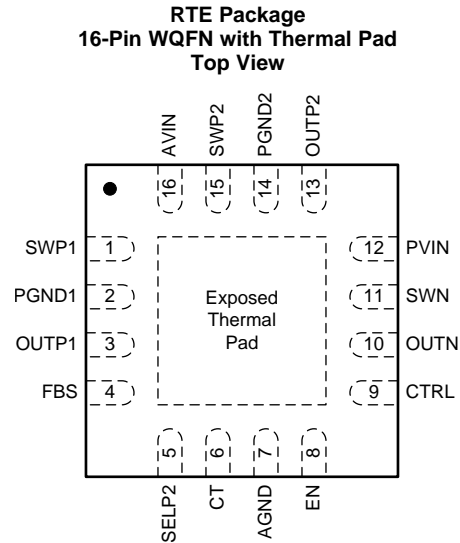 RTE Package
16-Pin WQFN with Thermal Pad
Top View
AVIN
SWP2
PGND2
OUTP2
16
15
14
13
SWP1 1
PGND1 2
OUTP1 3
FBS 4
Exposed
Thermal
Pad
12 PVIN
11 SWN
10 OUTN
9 CTRL
5
6
7
8
SELP2
CT
AGND
EN